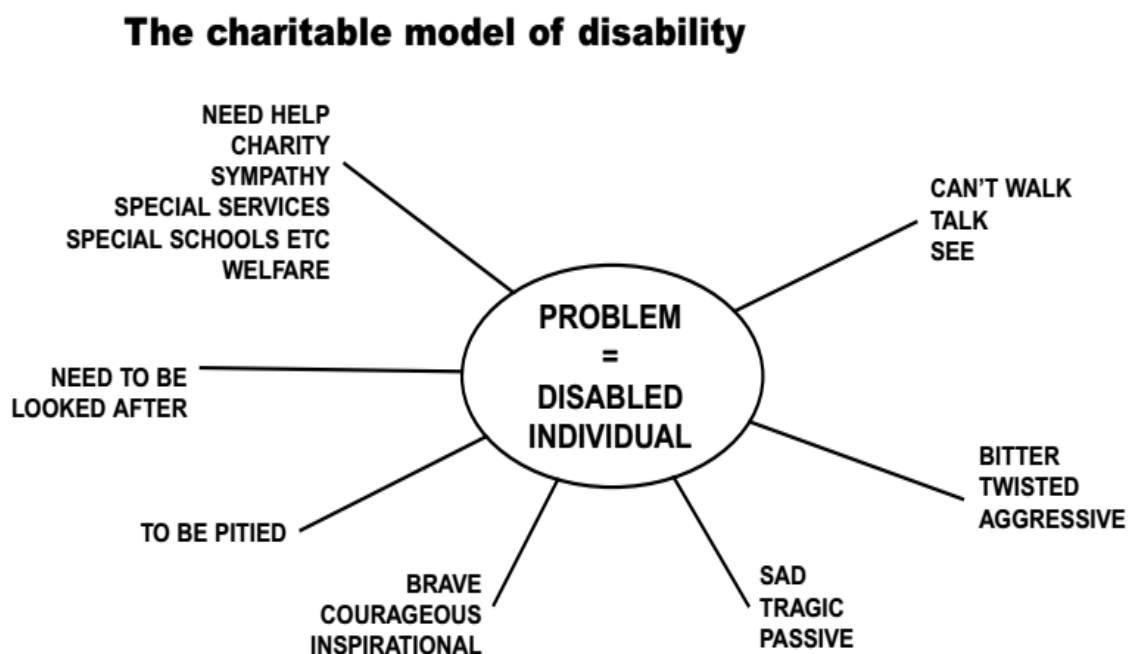 The charitable model of disability
NEED HELP
CHARITY
SYMPATHY
SPECIAL SERVICES
SPECIAL SCHOOLS ETC
WELFARE
CAN'T WALK
TALK
SEE
PROBLEM
=
DISABLED
INDIVIDUAL
NEED TO BE
LOOKED AFTER
BITTER
TWISTED
AGGRESSIVE
TO BE PITIED
BRAVE
COURAGEOUS
INSPIRATIONAL
SAD
TRAGIC
PASSIVE